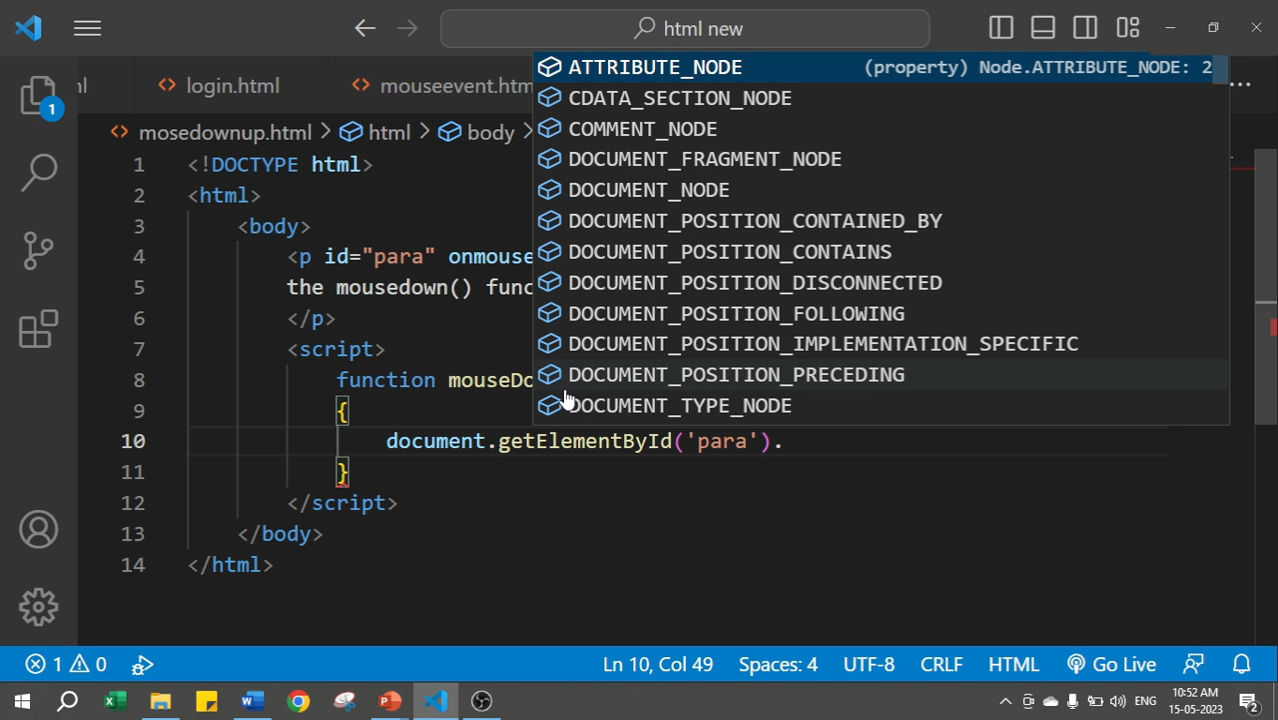 html new
ml
login.html
mouseevent.htm
mosedownup.html > html > body >
ATTRIBUTE_NODE (property) Node.ATTRIBUTE_NODE: 2
CDATA_SECTION_NODE
COMMENT_NODE
DOCUMENT_FRAGMENT_NODE
DOCUMENT_NODE
DOCUMENT_POSITION_CONTAINED_BY
DOCUMENT_POSITION_CONTAINS
DOCUMENT_POSITION_DISCONNECTED
DOCUMENT_POSITION_FOLLOWING
DOCUMENT_POSITION_IMPLEMENTATION_SPECIFIC
DOCUMENT_POSITION_PRECEDING
DOCUMENT_TYPE_NODE
1 <!DOCTYPE html>
2 <html>
3 <body>
4 <p id="para" onmouse
5 the mousedown() func
6 </p>
7 <script>
8 function mouseDo
9 {
10 document.getElementById('para').
11 }
12 </script>
13 </body>
14 </html>
1
1 0
Ln 10, Col 49 Spaces: 4 UTF-8 CRLF HTML Go Live
ENG
10:52 AM
15-05-2023
2